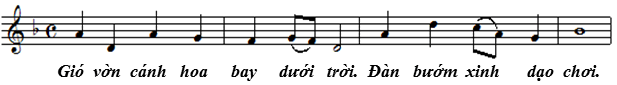 Gió vờn cánh hoa bay dưới trời. Đàn bướm xinh dạo chơi.